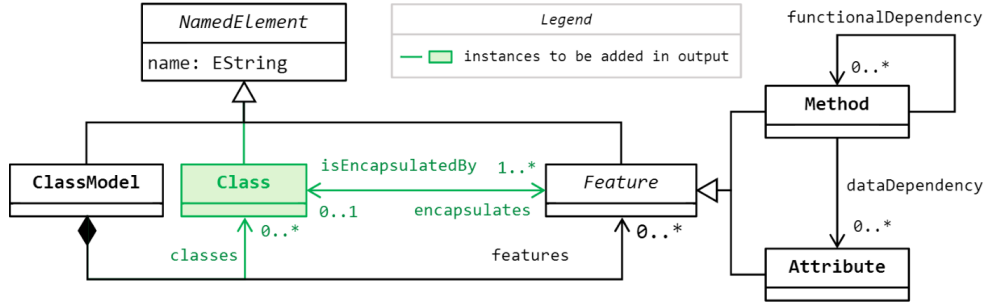 NamedElement
name: EString
Legend
instances to be added in output
functionalDependency
0..*
Method
ClassModel
Class
isEncapsulatedBy
1..*
Feature
0..1
encapsulates
dataDependency
0..*
0..*
0..*
classes
features
Attribute